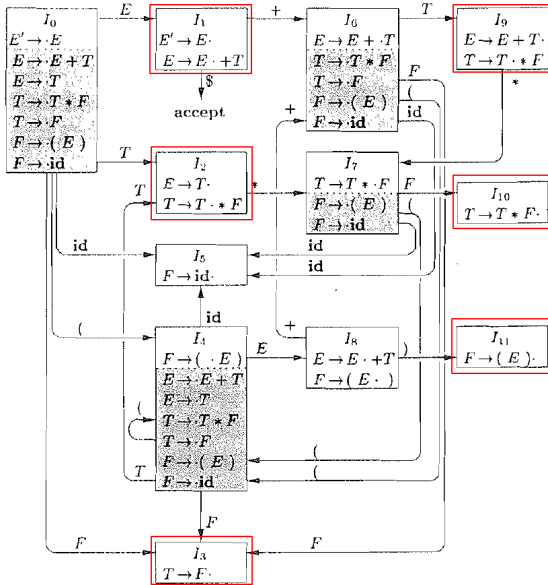 I₀
E′ → ·E
E → ·E + T
E → ·T
T → ·T * F
T → ·F
F → ·( E )
F → ·id
E
I₁
E′ → E·
E → E· + T
$
accept
+
I₆
E → E + ·T
T → ·T * F
T → ·F
F → ·( E )
F → ·id
T
I₉
E → E + T·
T → T· * F
*
F
(
id
+
T
I₂
E → T·
T → T· * F
T
*
I₇
T → T * ·F
F → ·( E )
F → ·id
F
(
id
I₁₀
T → T * F·
id
I₅
F → id·
id
id
(
I₄
F → ( ·E )
E → ·E + T
E → ·T
T → ·T * F
T → ·F
F → ·( E )
F → ·id
E
+
I₈
E → E· + T
F → ( E· )
)
I₁₁
F → ( E )·
(
T
(
(
F
F
I₃
T → F·
F